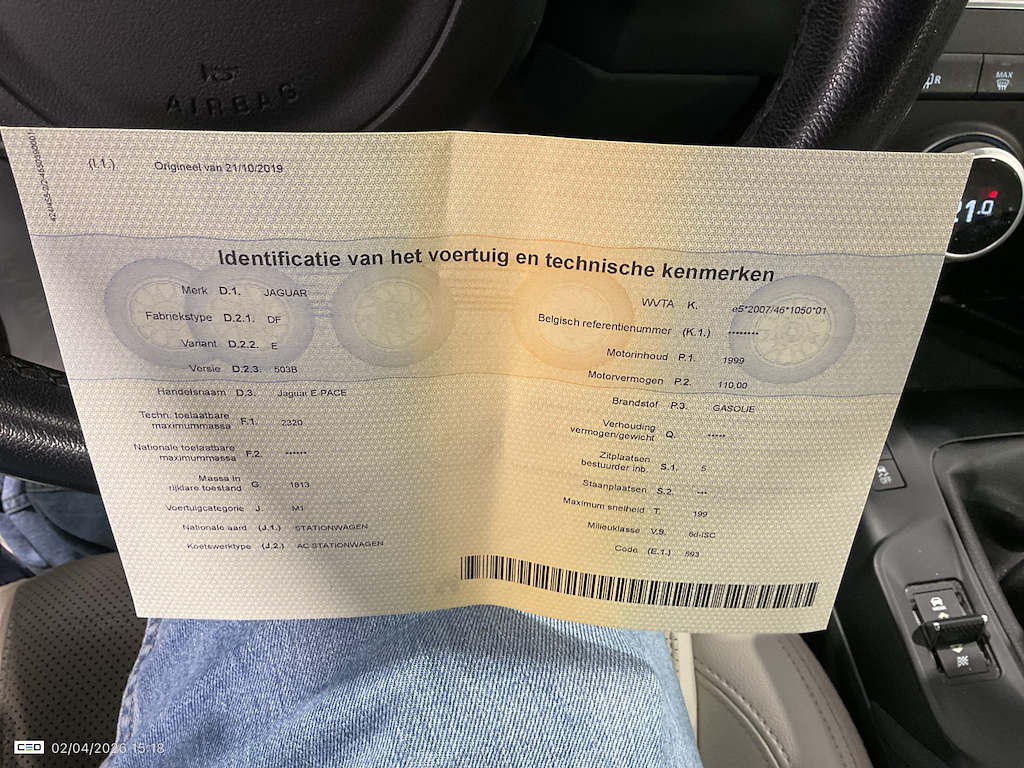 AIRBAG
R
MAX
21.0
(I.1.) Origineel van 21/10/2019
Identificatie van het voertuig en technische kenmerken
Merk D.1. JAGUAR
Fabriekstype D.2.1. DF
Variant D.2.2. E
Versie D.2.3. 503B
Handelsnaam D.3. Jaguar E-PACE
Techn. toelaatbare
maximummassa F.1. 2320
Nationale toelaatbare
maximummassa F.2. ******
Massa in
rijklare toestand G. 1813
Voertuigcategorie J. M1
Nationale aard (J.1.) STATIONWAGEN
Koetswerktype (J.2.) AC STATIONWAGEN
WVTA K. e5*2007/46*1050*01
Belgisch referentienummer (K.1.) ********
Motorinhoud P.1. 1999
Motorvermogen P.2. 110,00
Brandstof P.3. GASOLIE
Verhouding
vermogen/gewicht Q. *****
Zitplaatsen
bestuurder inb. S.1. 5
Staanplaatsen S.2. ***
Maximum snelheid T. 199
Milieuklasse V.9. 6d-ISC
Code (E.1.) 593
CEO 02/04/2026 15:18